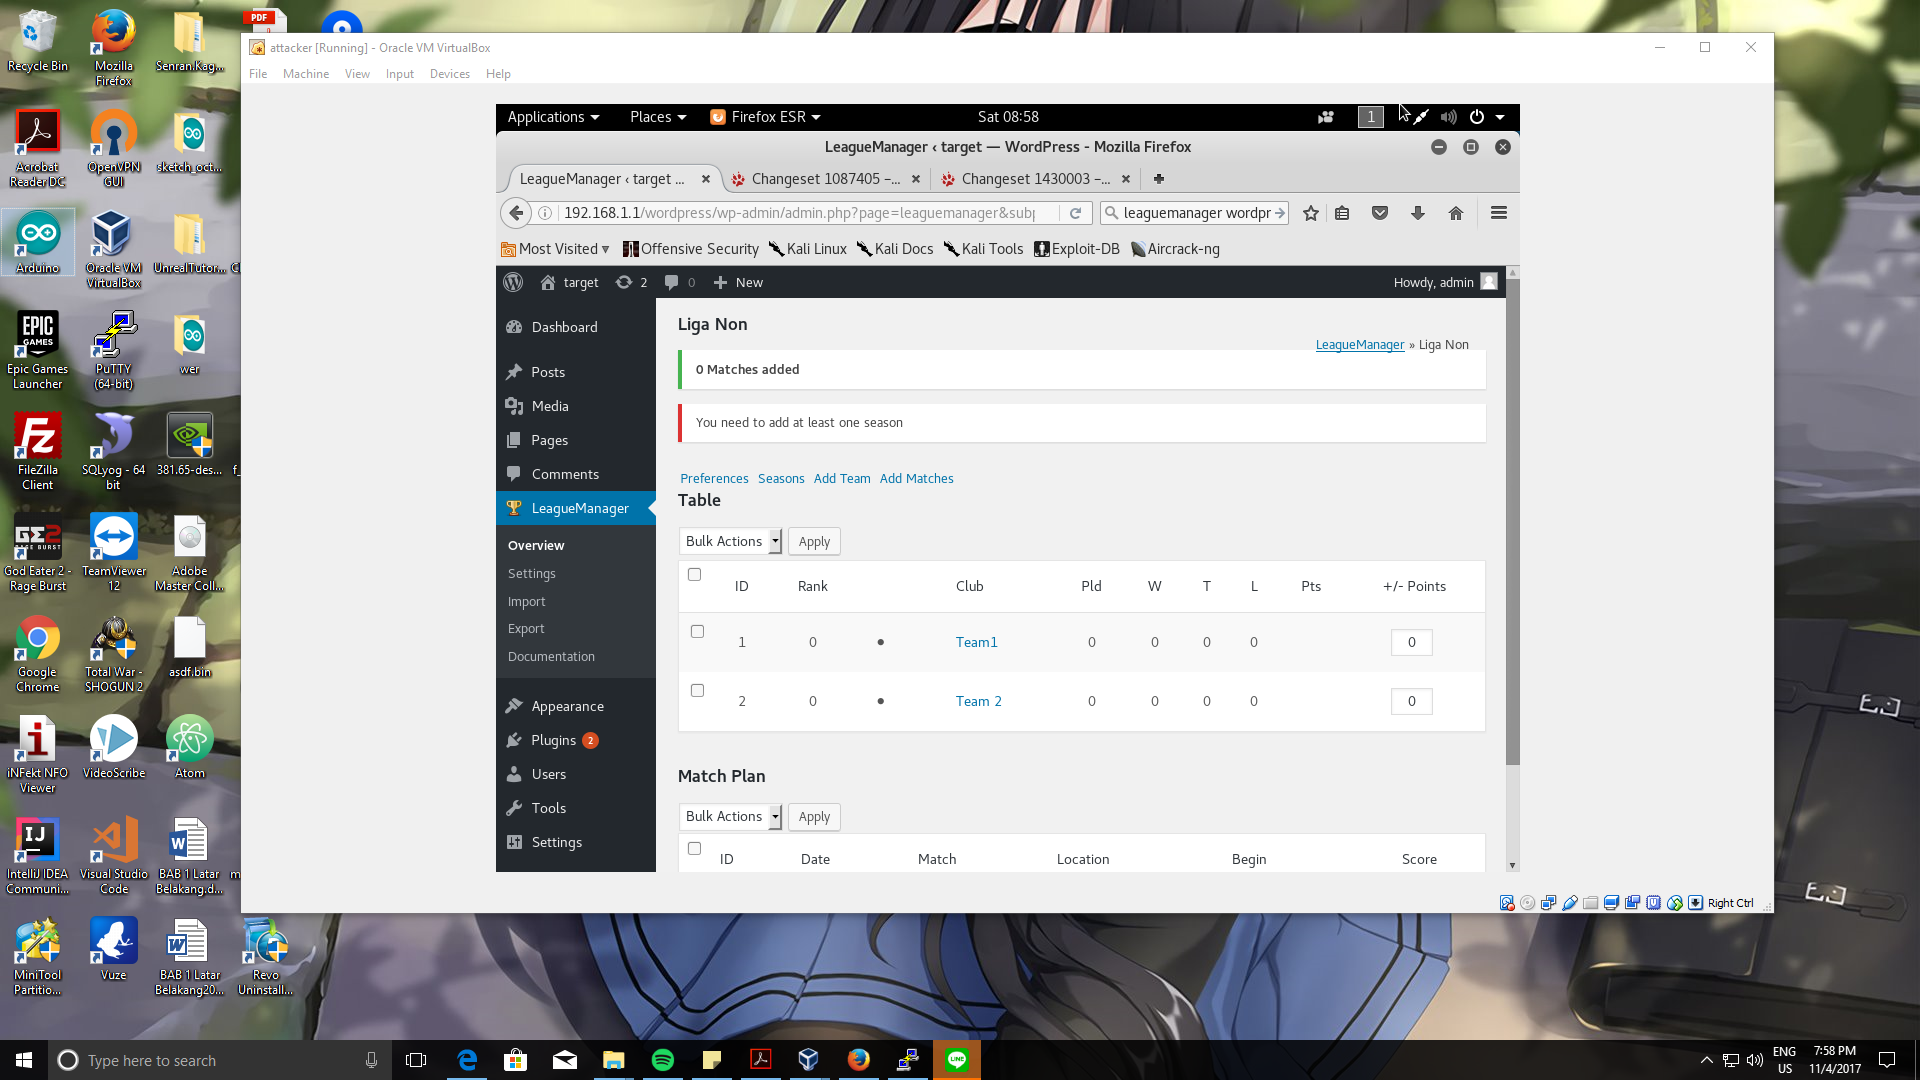 Recycle Bin
Mozilla
Firefox
Senran.Kag...
PDF
Acrobat
Reader DC
OpenVPN
GUI
sketch_oct...
Arduino
Oracle VM
VirtualBox
UnrealTutor...
EPIC
GAMES
Epic Games
Launcher
PuTTY
(64-bit)
wer
FileZilla
Client
SQLyog - 64
bit
381.65-des...
God Eater 2 -
Rage Burst
TeamViewer
12
Adobe
Master Coll...
Google
Chrome
Total War -
SHOGUN 2
asdf.bin
iNFekt NFO
Viewer
VideoScribe
Atom
IntelliJ IDEA
Communi...
Visual Studio
Code
BAB 1 Latar
Belakang.d...
MiniTool
Partitio...
Vuze
BAB 1 Latar
Belakang20...
Revo
Uninstall...
attacker [Running] - Oracle VM VirtualBox
File Machine View Input Devices Help
Applications Places Firefox ESR Sat 08:58 1
LeagueManager ‹ target — WordPress - Mozilla Firefox
LeagueManager ‹ target ... Changeset 1087405 –... Changeset 1430003 –...
192.168.1.1/wordpress/wp-admin/admin.php?page=leaguemanager&sub leaguemanager wordpr
Most Visited Offensive Security Kali Linux Kali Docs Kali Tools Exploit-DB Aircrack-ng
target 2 0 New Howdy, admin
Dashboard
Posts
Media
Pages
Comments
LeagueManager
Overview
Settings
Import
Export
Documentation
Appearance
Plugins 2
Users
Tools
Settings
Liga Non
LeagueManager » Liga Non
0 Matches added
You need to add at least one season
Preferences Seasons Add Team Add Matches
Table
Bulk Actions Apply
ID Rank Club Pld W T L Pts +/- Points
1 0 • Team1 0 0 0 0 0
2 0 • Team 2 0 0 0 0 0
Match Plan
Bulk Actions Apply
ID Date Match Location Begin Score
Right Ctrl
Type here to search
LINE
ENG
US
7:58 PM
11/4/2017